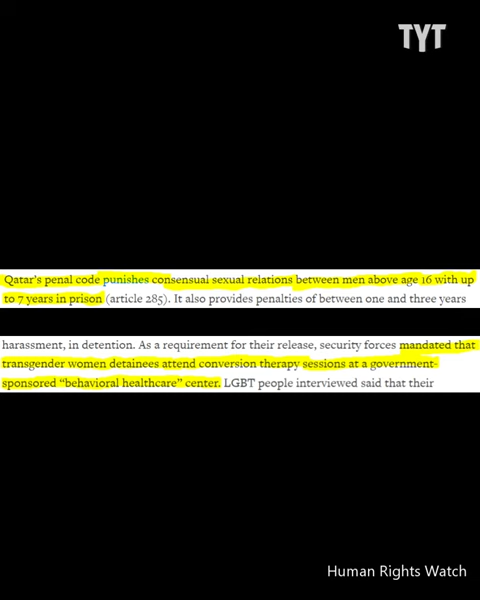 TYT
Qatar's penal code punishes consensual sexual relations between men above age 16 with up
to 7 years in prison (article 285). It also provides penalties of between one and three years
harassment, in detention. As a requirement for their release, security forces mandated that
transgender women detainees attend conversion therapy sessions at a government-
sponsored “behavioral healthcare” center. LGBT people interviewed said that their
Human Rights Watch